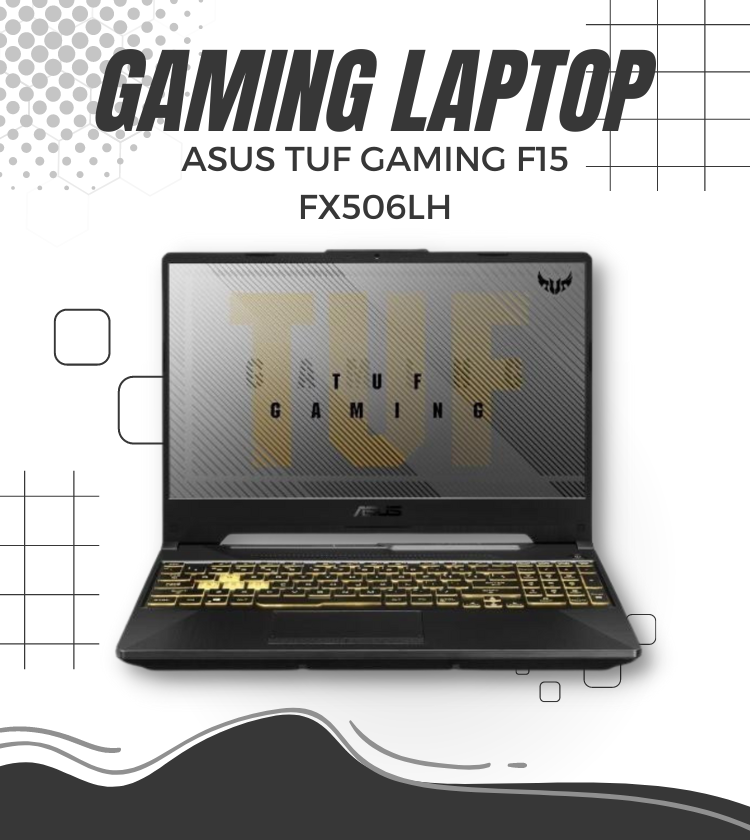 GAMING LAPTOP
ASUS TUF GAMING F15
FX506LH
TUF
TUF
GAMING
ASUS